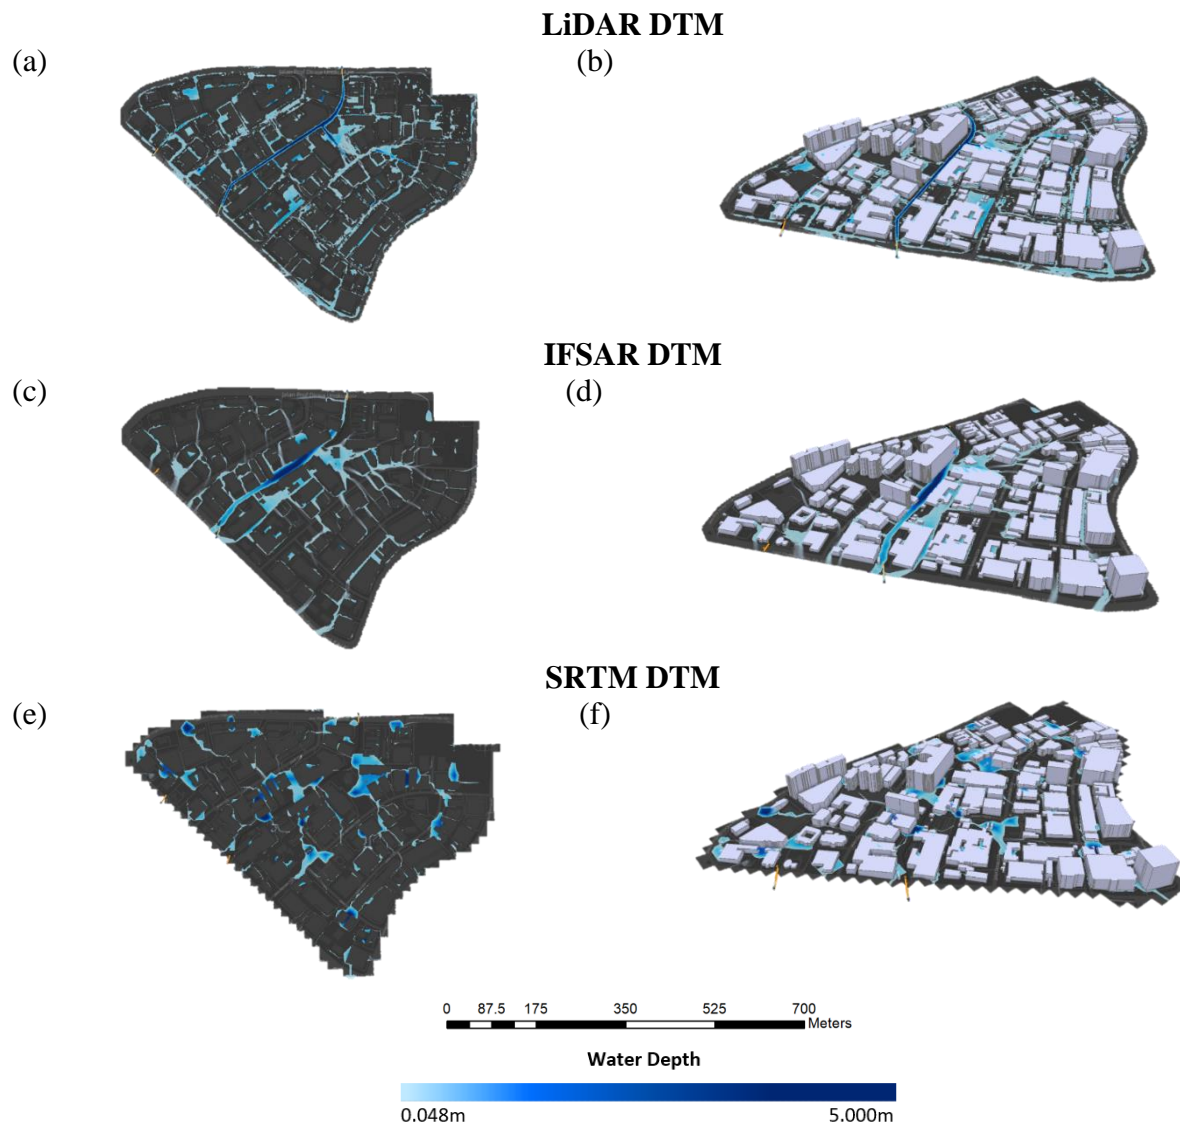 LiDAR DTM
(a) (b)
IFSAR DTM
(c) (d)
SRTM DTM
(e) (f)
0 87.5 175 350 525 700
Meters
Water Depth
0.048m 5.000m